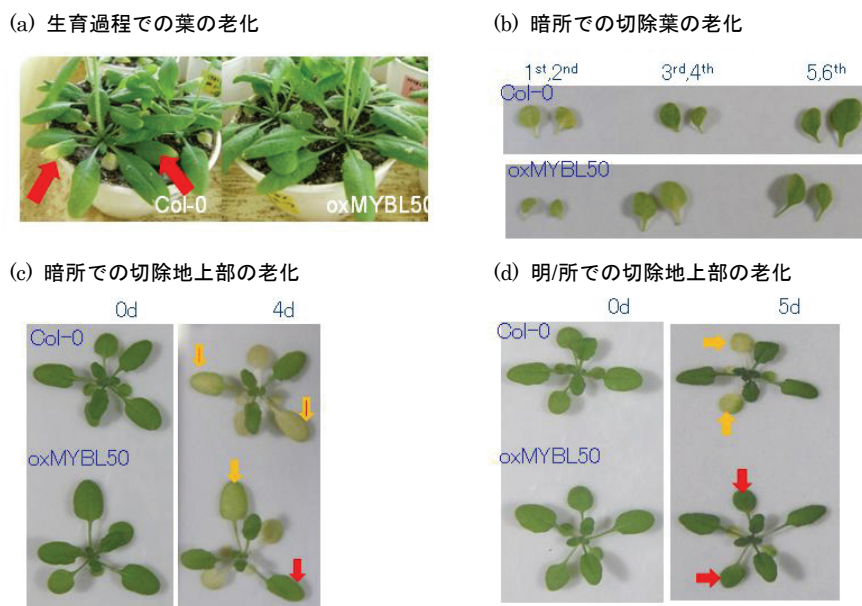 (a) 生育過程での葉の老化
Col-0
oxMYBL50
(b) 暗所での切除葉の老化
1st,2nd
3rd,4th
5,6th
Col-0
oxMYBL50
(c) 暗所での切除地上部の老化
0d
4d
Col-0
oxMYBL50
(d) 明/所での切除地上部の老化
0d
5d
Col-0
oxMYBL50